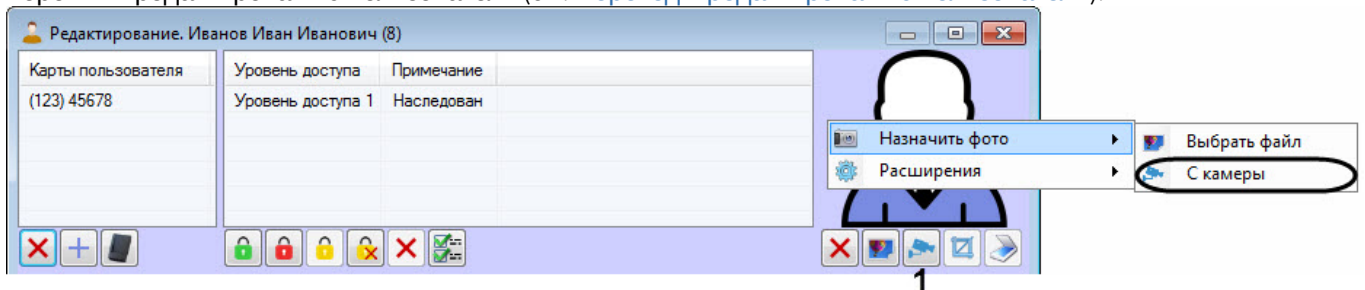 Редактирование. Иванов Иван Иванович (8)
Карты пользователя Уровень доступа Примечание
(123) 45678 Уровень доступа 1 Наследован
Назначить фото Выбрать файл
Расширения С камеры
1